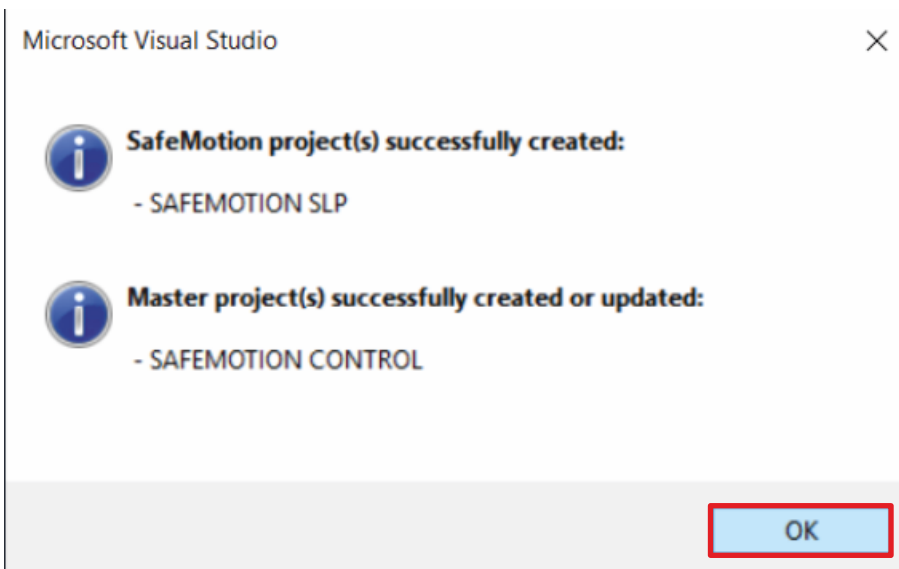 Microsoft Visual Studio
SafeMotion project(s) successfully created:
- SAFEMOTION SLP
Master project(s) successfully created or updated:
- SAFEMOTION CONTROL
OK